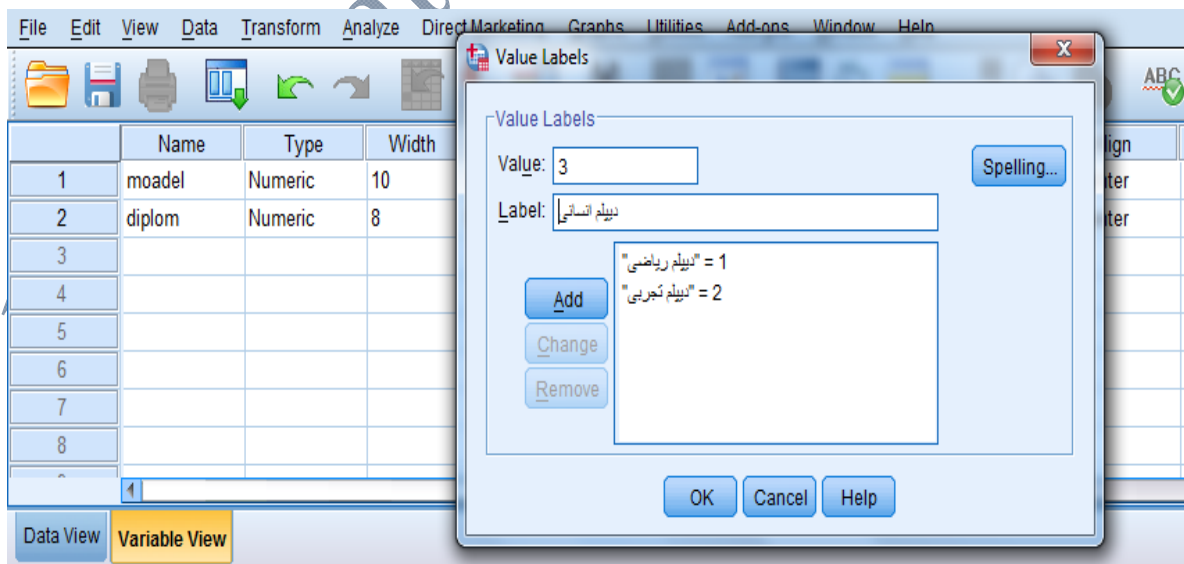 File Edit View Data Transform Analyze Direct Marketing Graphs Utilities Add-ons Window Help
Value Labels
ABC
Name Type Width lign
1 moadel Numeric 10 nter
2 diplom Numeric 8 nter
3
4
5
6
7
8
Value Labels
Value: 3
Spelling...
Label: دیپلم انسانی
1 = "دیپلم ریاضی"
2 = "دیپلم تجربی"
Add
Change
Remove
OK Cancel Help
Data View Variable View